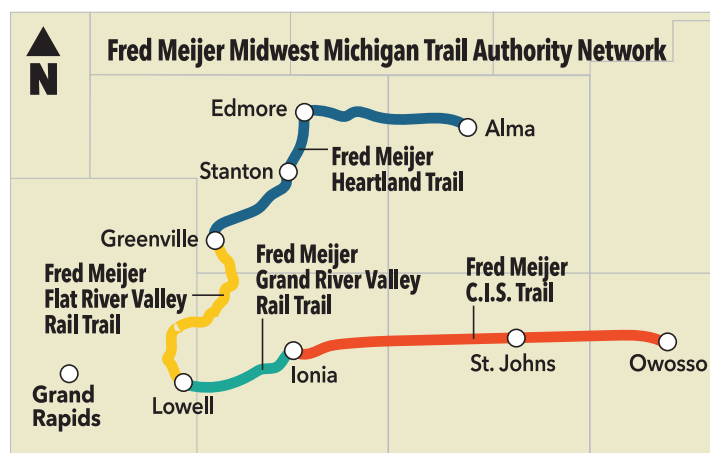 Fred Meijer Midwest Michigan Trail Authority Network
N
Edmore
Alma
Fred Meijer
Heartland Trail
Stanton
Greenville
Fred Meijer
Flat River Valley
Rail Trail
Fred Meijer
Grand River Valley
Rail Trail
Fred Meijer
C.I.S. Trail
Grand
Rapids
Lowell
Ionia
St. Johns
Owosso